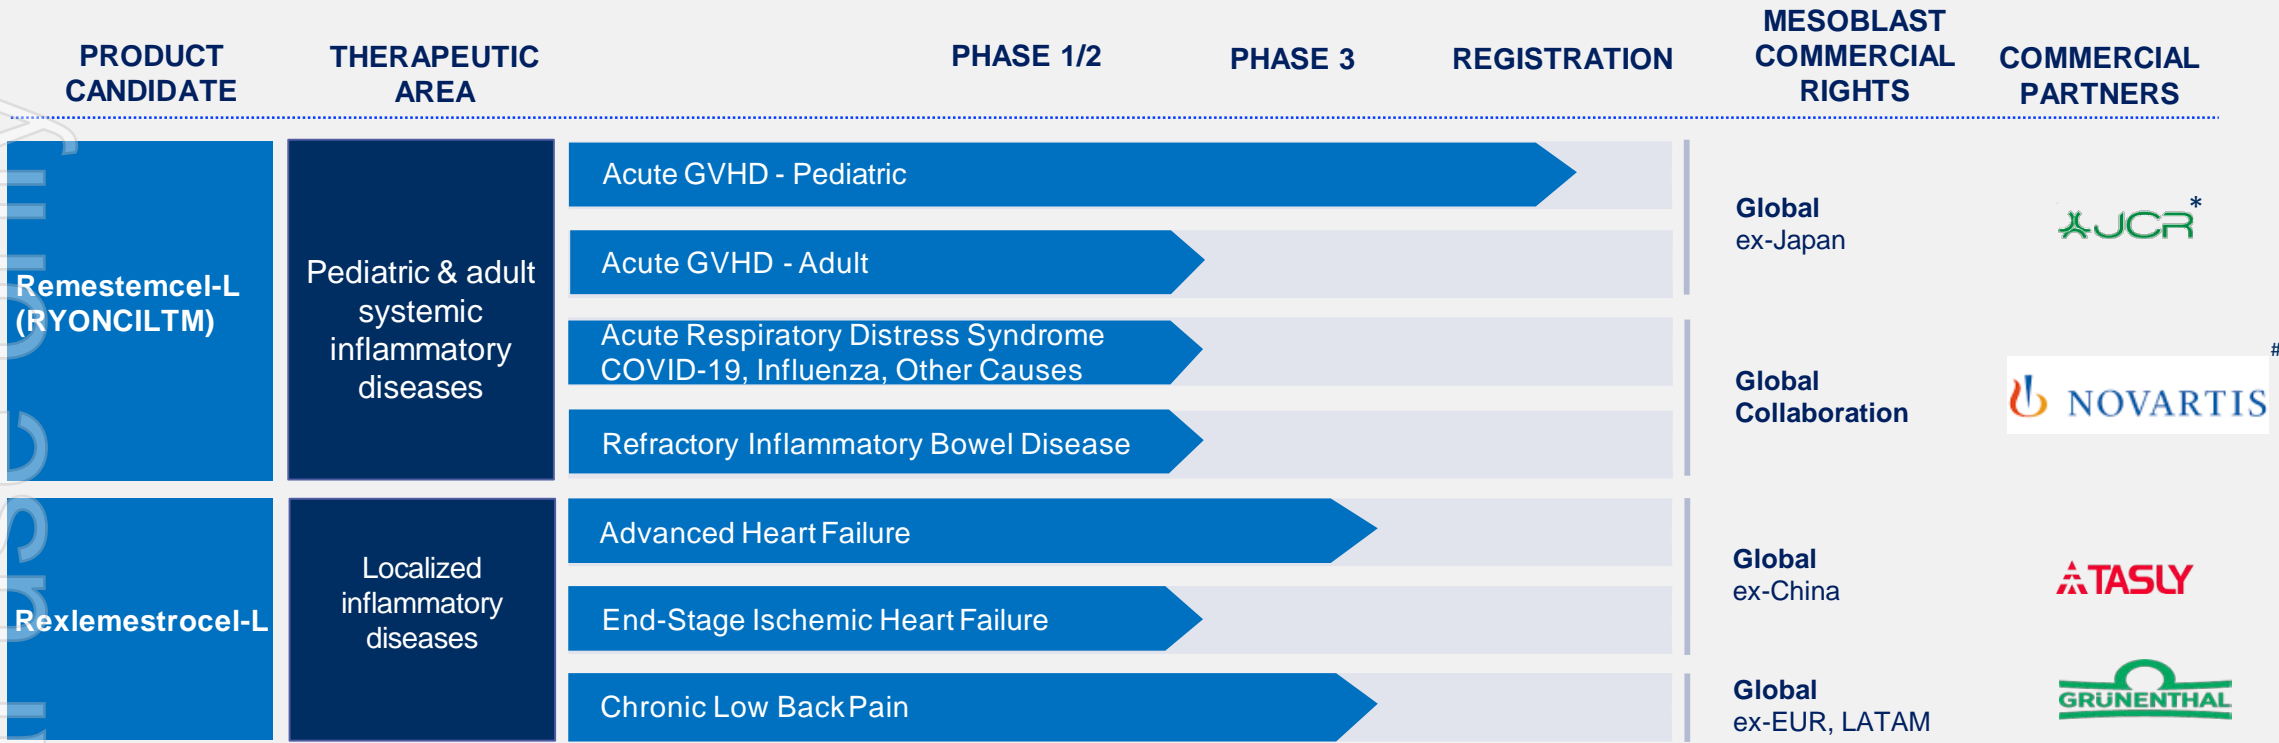 PRODUCT
CANDIDATE
THERAPEUTIC
AREA
PHASE 1/2
PHASE 3
REGISTRATION
MESOBLAST
COMMERCIAL
RIGHTS
COMMERCIAL
PARTNERS
Remestemcel-L
(RYONCILTM)
Pediatric & adult
systemic
inflammatory
diseases
Acute GVHD - Pediatric
Acute GVHD - Adult
Global
ex-Japan
JCR*
Acute Respiratory Distress Syndrome
COVID-19, Influenza, Other Causes
Refractory Inflammatory Bowel Disease
Global
Collaboration
NOVARTIS#
Rexlemestrocel-L
Localized
inflammatory
diseases
Advanced Heart Failure
End-Stage Ischemic Heart Failure
Global
ex-China
TASLY
Chronic Low Back Pain
Global
ex-EUR, LATAM
GRÜNENTHAL